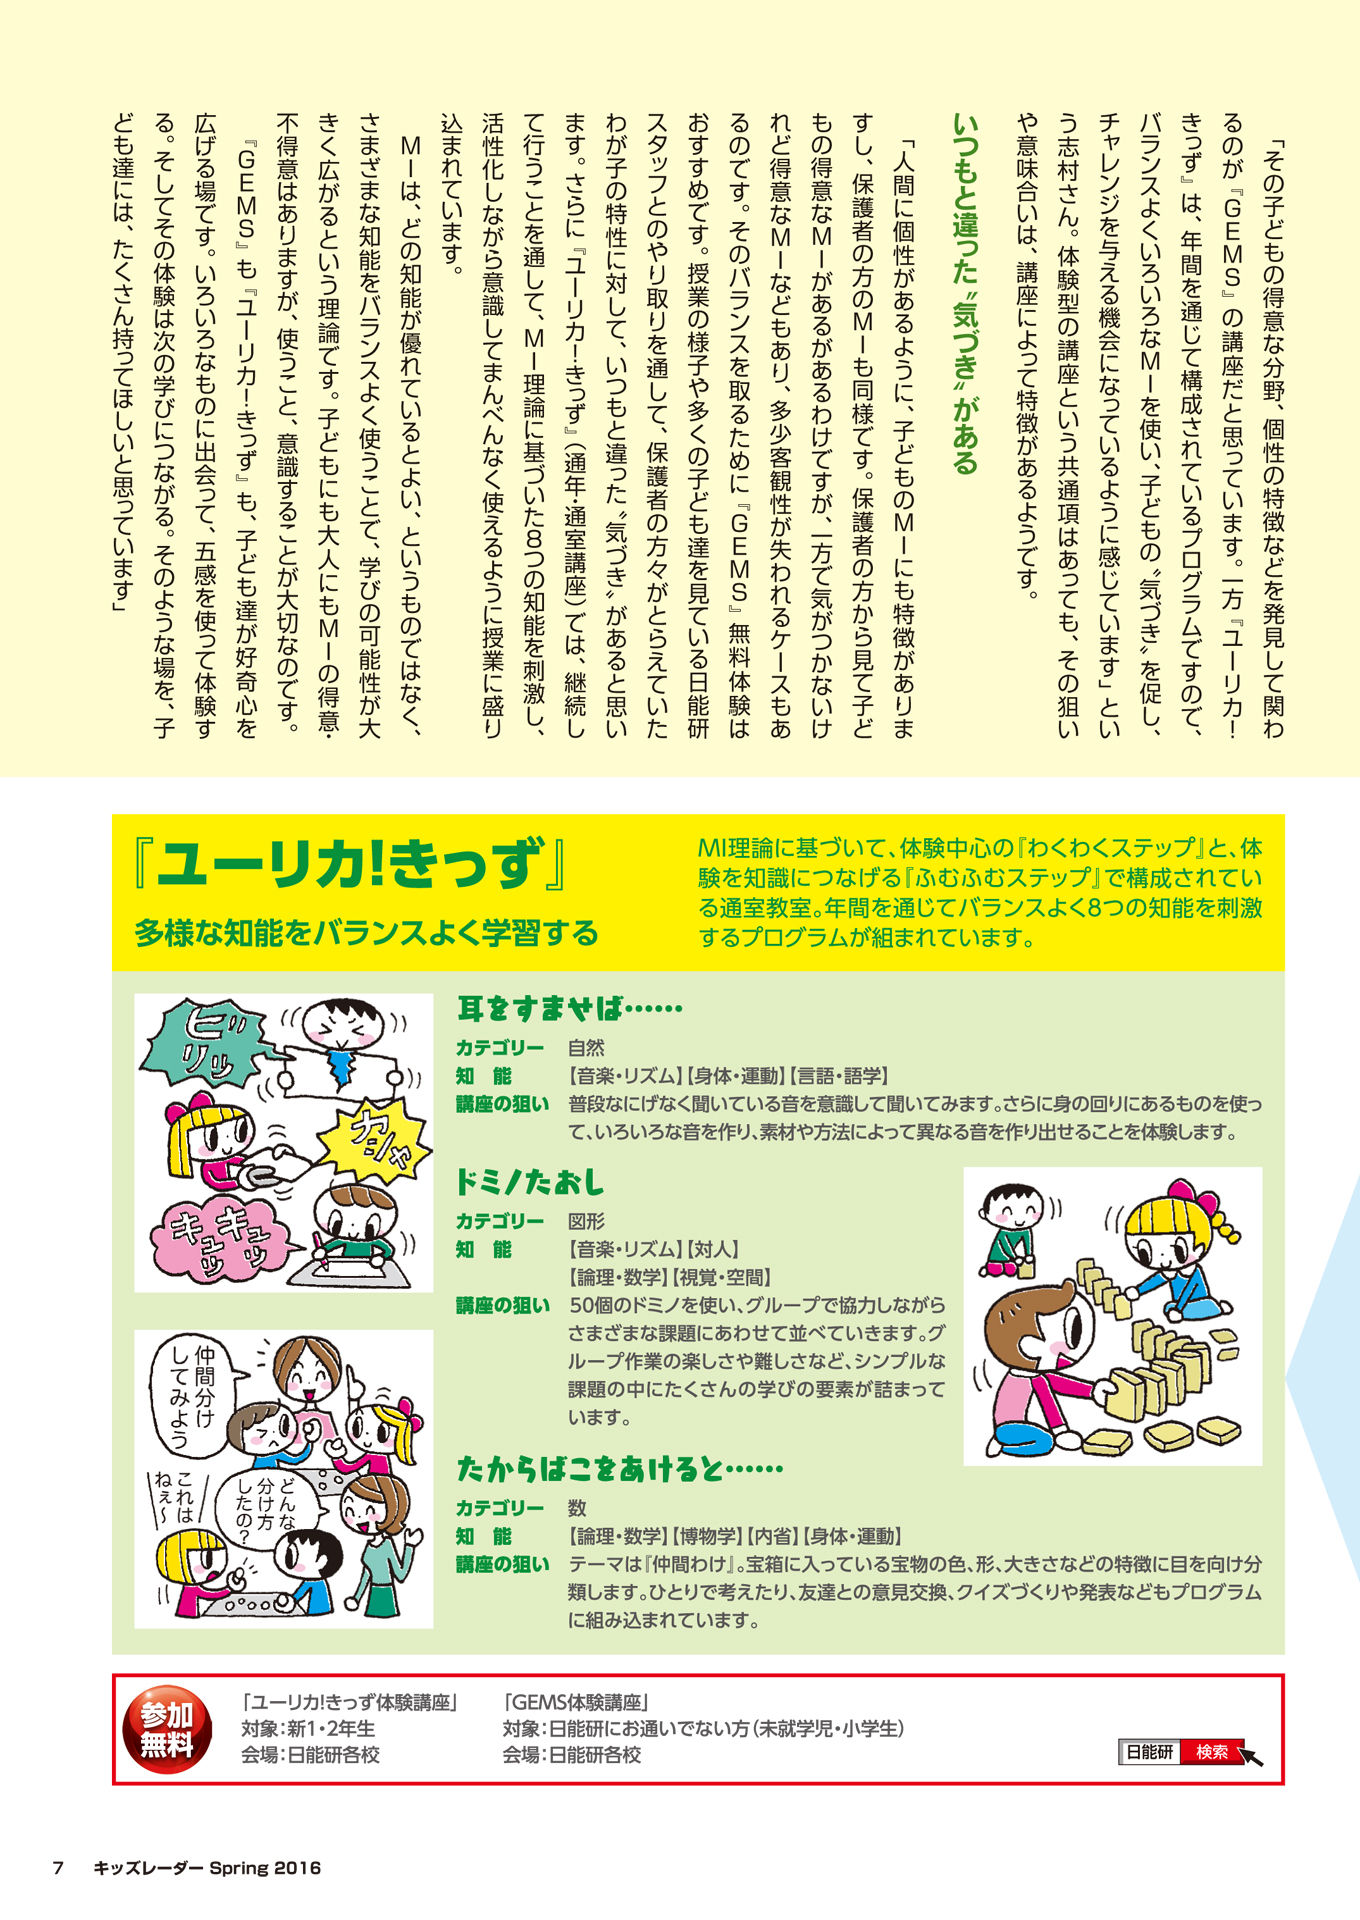 「その子どもの得意な分野、個性の特徴などを発見して関わ
るのが『GEMS』の講座だと思っています。一方『ユーリカ！
きっず』は、年間を通じて構成されているプログラムですので、
バランスよくいろいろなMIを使い、子どもの〝気づき〟を促し、
チャレンジを与える機会になっているように感じています」とい
う志村さん。体験型の講座という共通項はあっても、その狙い
や意味合いは、講座によって特徴があるようです。
いつもと違った〝気づき〟がある
「人間に個性があるように、子どものMIにも特徴がありま
すし、保護者の方のMIも同様です。保護者の方から見て子ど
もの得意なMIがあるがあるわけですが、一方で気がつかないけ
れど得意なMIなどもあり、多少客観性が失われるケースもあ
るのです。そのバランスを取るために『GEMS』無料体験は
おすすめです。授業の様子や多くの子ども達を見ている日能研
スタッフとのやり取りを通して、保護者の方々がとらえていた
わが子の特性に対して、いつもと違った〝気づき〟があると思い
ます。さらに『ユーリカ！きっず』（通年・通室講座）では、継続し
て行うことを通して、MI理論に基づいた8つの知能を刺激し、
活性化しながら意識してまんべんなく使えるように授業に盛り
込まれています。
MIは、どの知能が優れているとよい、というものではなく、
さまざまな知能をバランスよく使うことで、学びの可能性が大
きく広がるという理論です。子どもにも大人にもMIの得意・
不得意はありますが、使うこと、意識することが大切なのです。
『GEMS』も『ユーリカ！きっず』も、子ども達が好奇心を
広げる場です。いろいろなものに出会って、五感を使って体験す
る。そしてその体験は次の学びにつながる。そのような場を、子
ども達には、たくさん持ってほしいと思っています」
『ユーリカ!きっず』
多様な知能をバランスよく学習する
MI理論に基づいて、体験中心の『わくわくステップ』と、体
験を知識につなげる『ふむふむステップ』で構成されてい
る通室教室。年間を通じてバランスよく8つの知能を刺激
するプログラムが組まれています。
ビリッ
カシャ
キュッキュッ
耳をすませば……
カテゴリー 自然
知 能 【音楽・リズム】【身体・運動】【言語・語学】
講座の狙い 普段なにげなく聞いている音を意識して聞いてみます。さらに身の回りにあるものを使っ
て、いろいろな音を作り、素材や方法によって異なる音を作り出せることを体験します。
ドミノたおし
カテゴリー 図形
知 能 【音楽・リズム】【対人】
【論理・数学】【視覚・空間】
講座の狙い 50個のドミノを使い、グループで協力しながら
さまざまな課題にあわせて並べていきます。グ
ループ作業の楽しさや難しさなど、シンプルな
課題の中にたくさんの学びの要素が詰まって
います。
仲間分け
してみよう
どんな
分け方
したの？
これは
ねぇ〜
たからばこをあけると……
カテゴリー 数
知 能 【論理・数学】【博物学】【内省】【身体・運動】
講座の狙い テーマは『仲間わけ』。宝箱に入っている宝物の色、形、大きさなどの特徴に目を向け分
類します。ひとりで考えたり、友達との意見交換、クイズづくりや発表などもプログラム
に組み込まれています。
参加
無料
「ユーリカ!きっず体験講座」
対象：新1・2年生
会場：日能研各校
「GEMS体験講座」
対象：日能研にお通いでない方（未就学児・小学生）
会場：日能研各校
日能研 検索
7 キッズレーダー Spring 2016